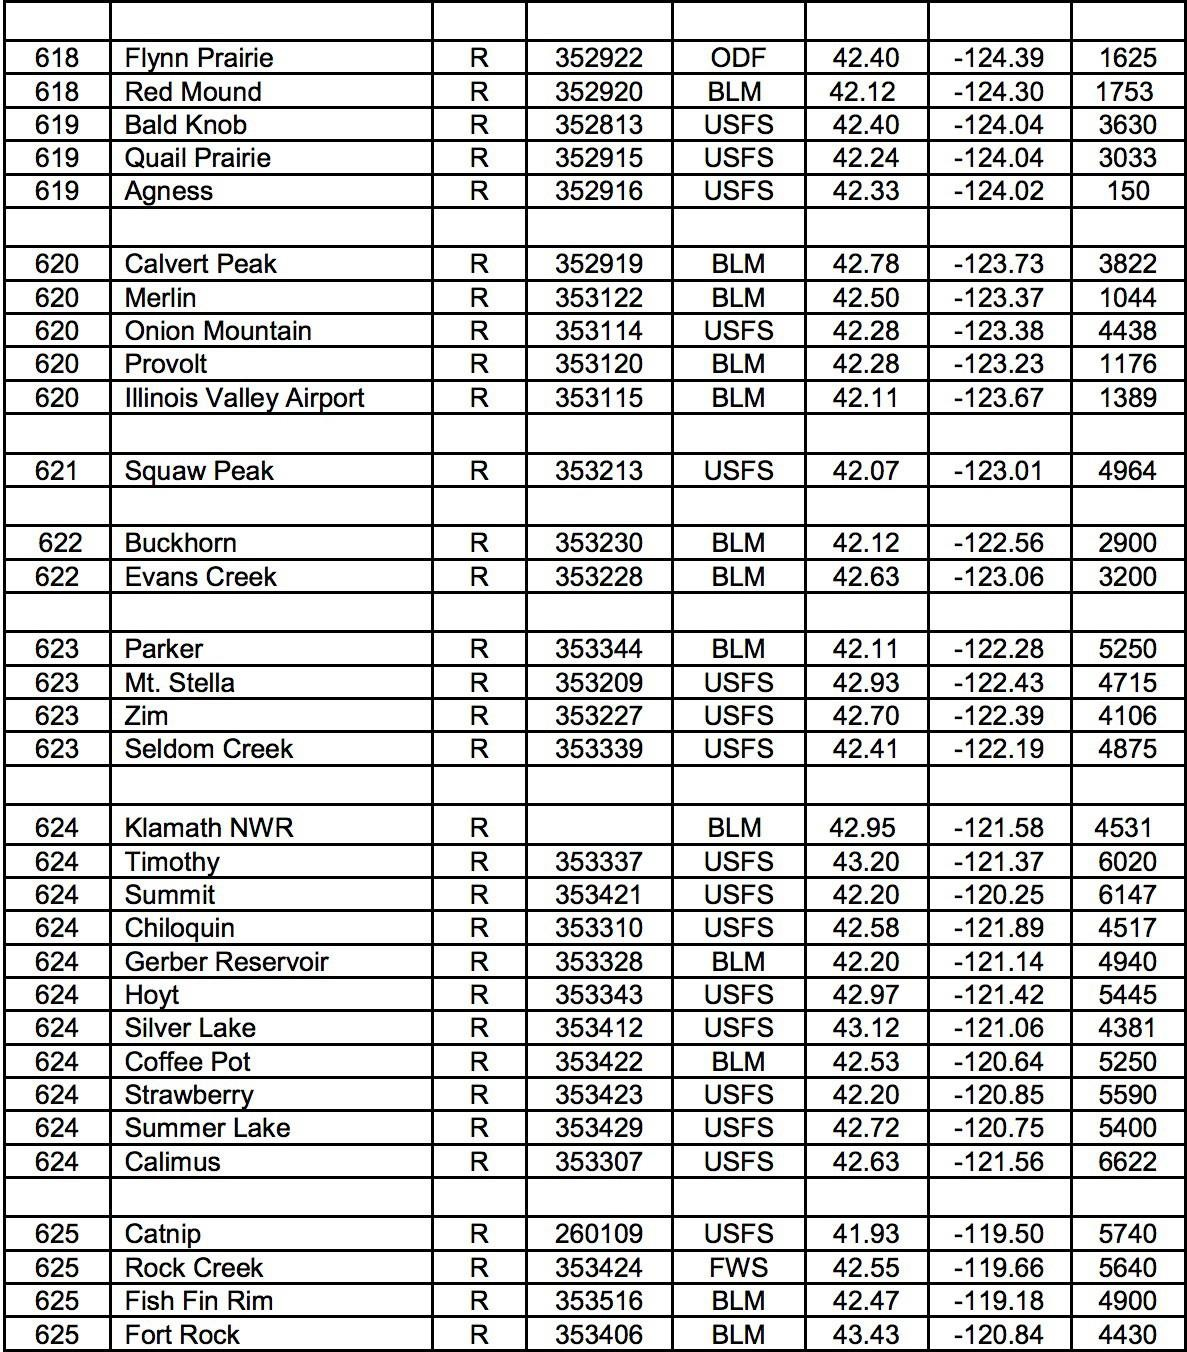 618 Flynn Prairie R 352922 ODF 42.40 -124.39 1625
618 Red Mound R 352920 BLM 42.12 -124.30 1753
619 Bald Knob R 352813 USFS 42.40 -124.04 3630
619 Quail Prairie R 352915 USFS 42.24 -124.04 3033
619 Agness R 352916 USFS 42.33 -124.02 150
620 Calvert Peak R 352919 BLM 42.78 -123.73 3822
620 Merlin R 353122 BLM 42.50 -123.37 1044
620 Onion Mountain R 353114 USFS 42.28 -123.38 4438
620 Provolt R 353120 BLM 42.28 -123.23 1176
620 Illinois Valley Airport R 353115 BLM 42.11 -123.67 1389
621 Squaw Peak R 353213 USFS 42.07 -123.01 4964
622 Buckhorn R 353230 BLM 42.12 -122.56 2900
622 Evans Creek R 353228 BLM 42.63 -123.06 3200
623 Parker R 353344 BLM 42.11 -122.28 5250
623 Mt. Stella R 353209 USFS 42.93 -122.43 4715
623 Zim R 353227 USFS 42.70 -122.39 4106
623 Seldom Creek R 353339 USFS 42.41 -122.19 4875
624 Klamath NWR R BLM 42.95 -121.58 4531
624 Timothy R 353337 USFS 43.20 -121.37 6020
624 Summit R 353421 USFS 42.20 -120.25 6147
624 Chiloquin R 353310 USFS 42.58 -121.89 4517
624 Gerber Reservoir R 353328 BLM 42.20 -121.14 4940
624 Hoyt R 353343 USFS 42.97 -121.42 5445
624 Silver Lake R 353412 USFS 43.12 -121.06 4381
624 Coffee Pot R 353422 BLM 42.53 -120.64 5250
624 Strawberry R 353423 USFS 42.20 -120.85 5590
624 Summer Lake R 353429 USFS 42.72 -120.75 5400
624 Calimus R 353307 USFS 42.63 -121.56 6622
625 Catnip R 260109 USFS 41.93 -119.50 5740
625 Rock Creek R 353424 FWS 42.55 -119.66 5640
625 Fish Fin Rim R 353516 BLM 42.47 -119.18 4900
625 Fort Rock R 353406 BLM 43.43 -120.84 4430